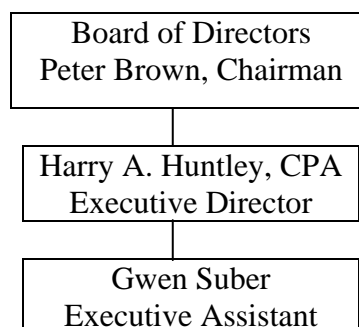 Board of Directors
Peter Brown, Chairman
Harry A. Huntley, CPA
Executive Director
Gwen Suber
Executive Assistant